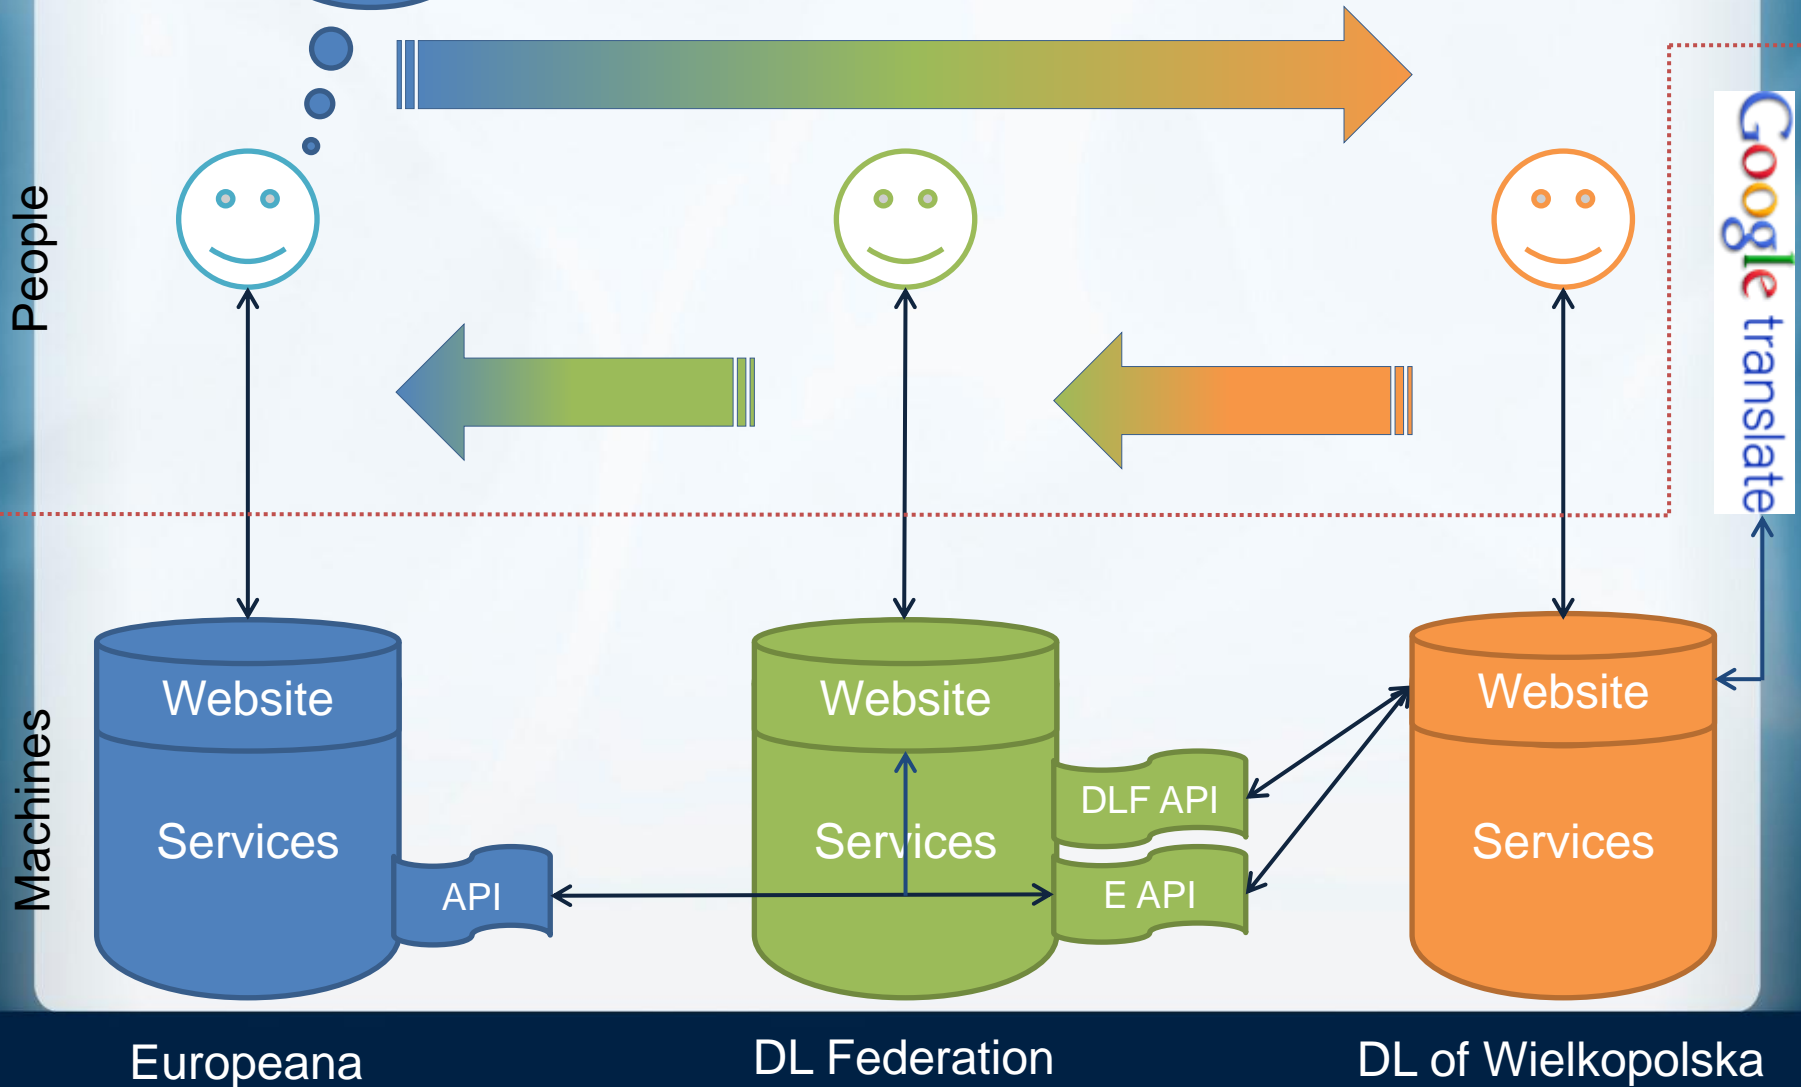 People
Google translate
Website
Website
Website
Machines
Services
Services
Services
DLF API
API
E API
Europeana
DL Federation
DL of Wielkopolska